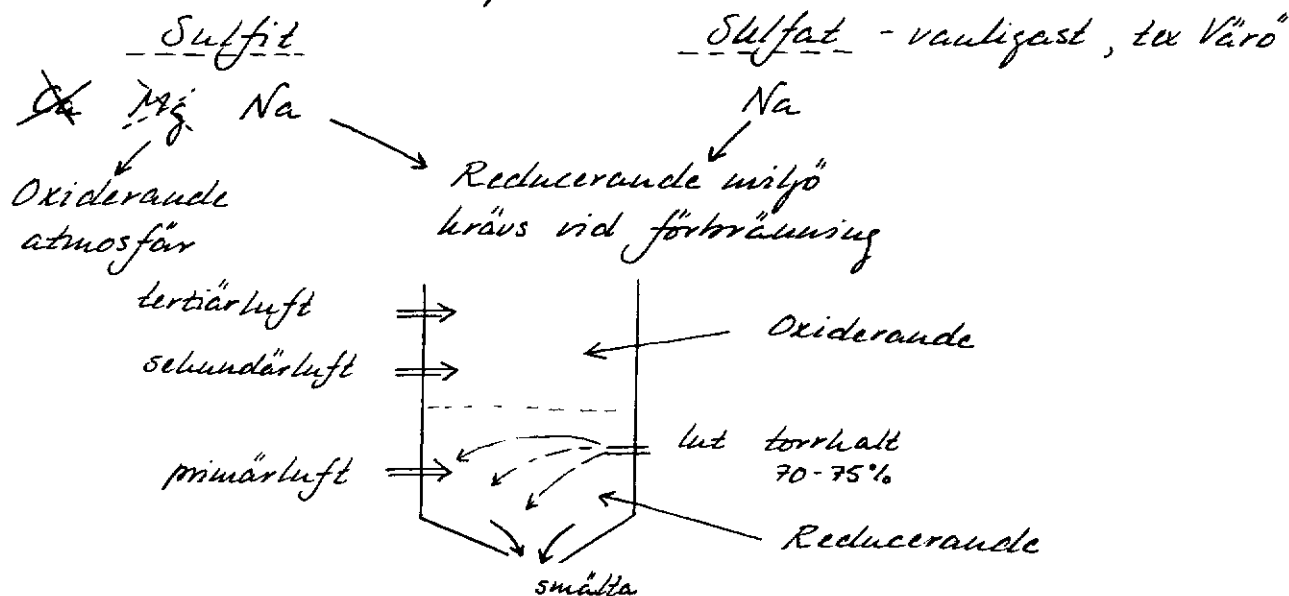 Sulfit
Sulfat - vanligast, tex Värö
Ca Mg Na
Na
Oxiderande
atmosfär
Reducerande miljö
krävs vid förbränning
tertiärluft
Oxiderande
sekundärluft
lut torrhalt
70-75%
primärluft
Reducerande
smälta